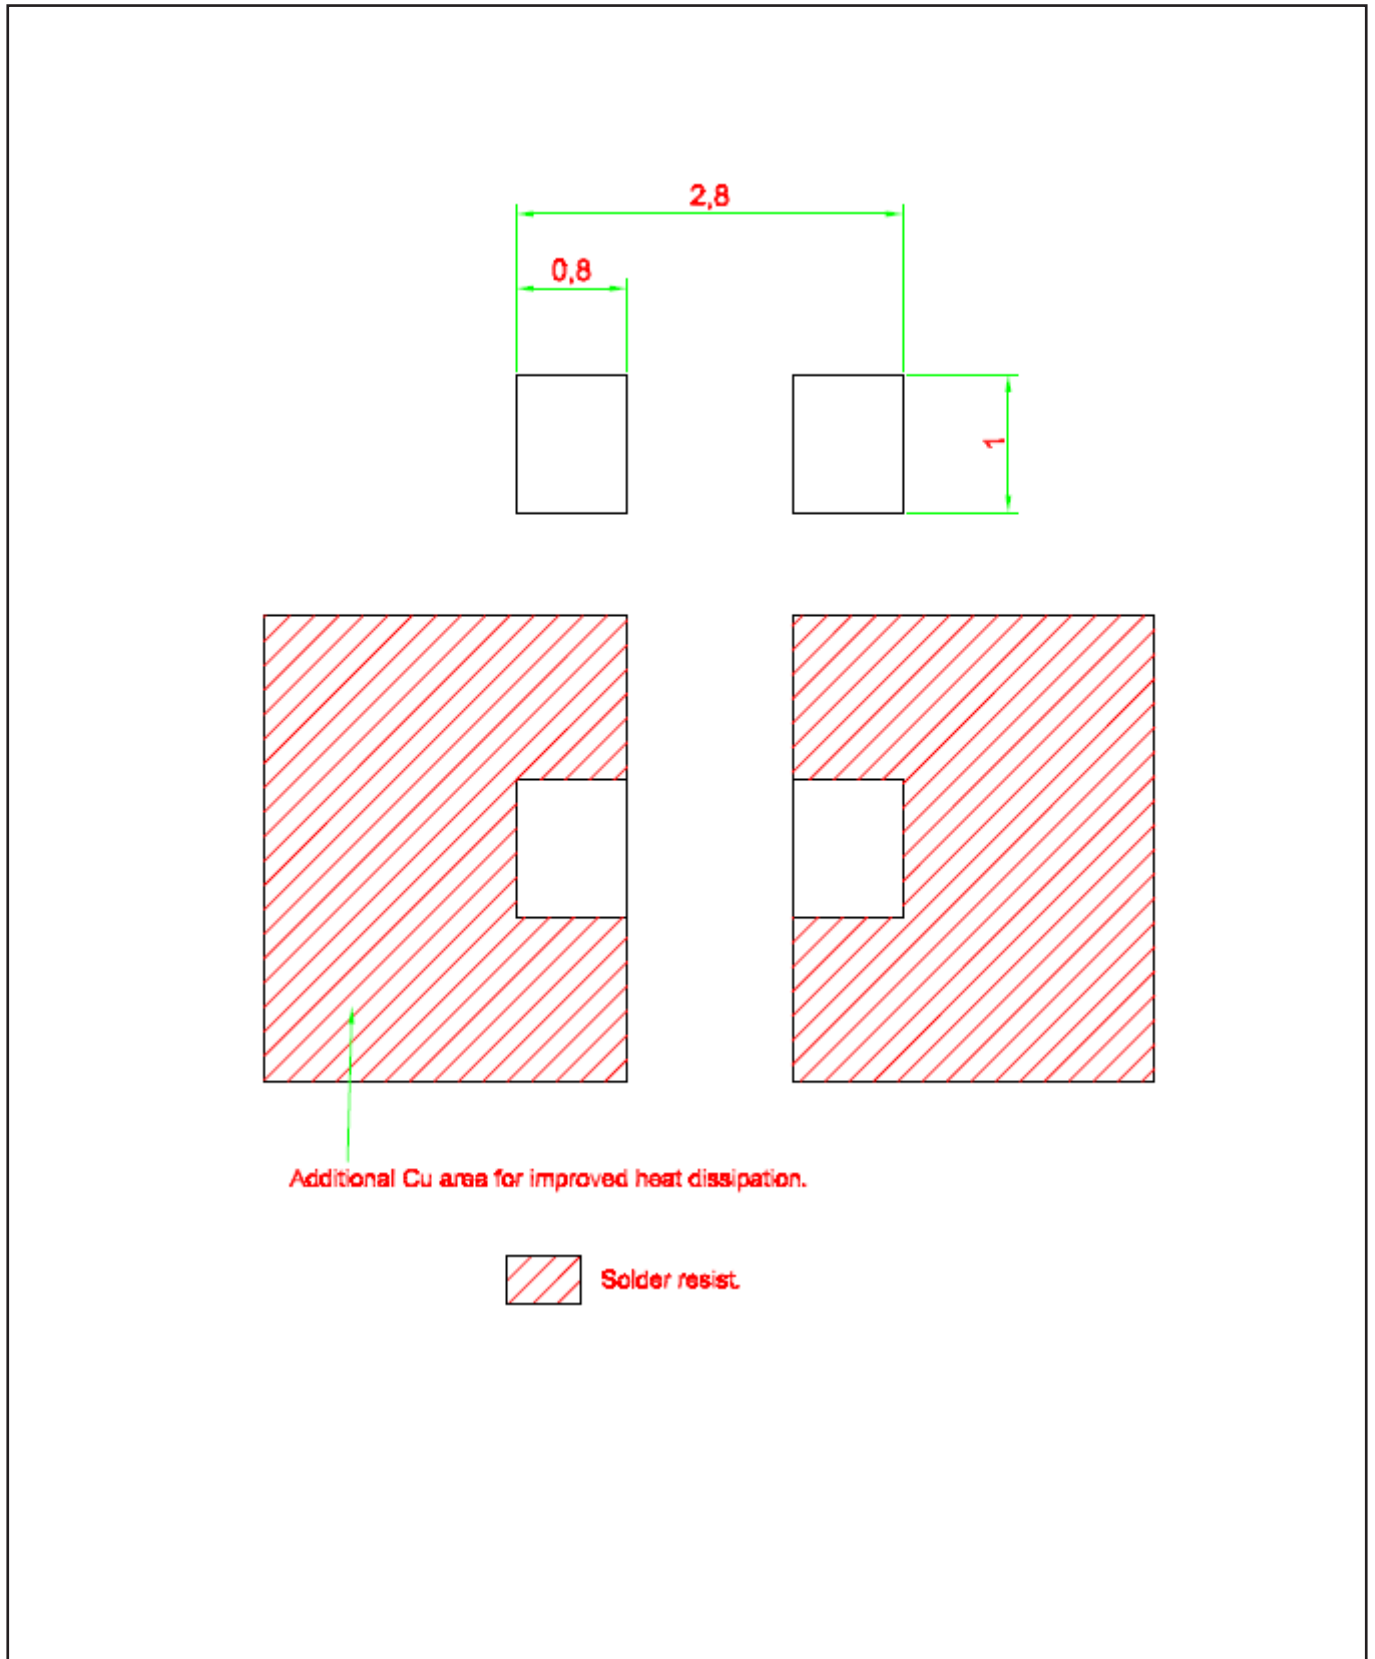 2,8
0,8
1
Additional Cu area for improved heat dissipation.
Solder resist.